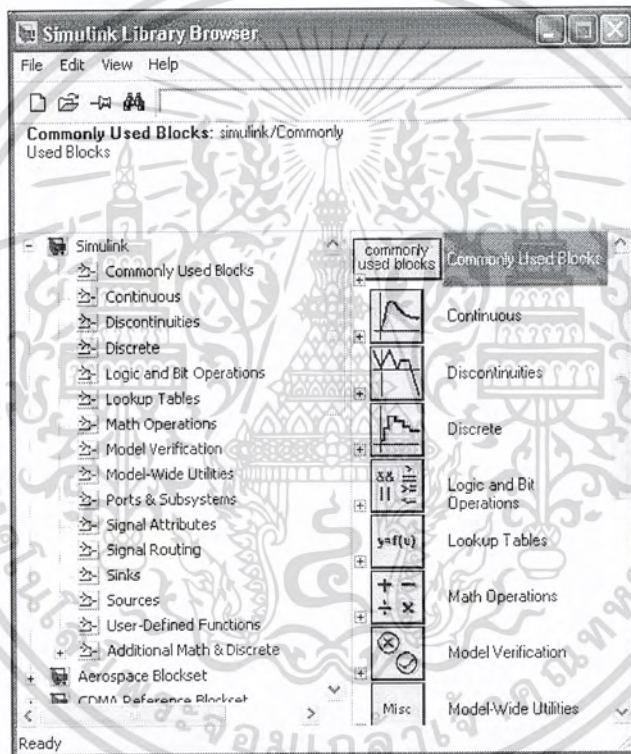 Simulink Library Browser
File Edit View Help
Commonly Used Blocks: simulink/Commonly
Used Blocks
Simulink
Commonly Used Blocks
Continuous
Discontinuities
Discrete
Logic and Bit Operations
Lookup Tables
Math Operations
Model Verification
Model-Wide Utilities
Ports & Subsystems
Signal Attributes
Signal Routing
Sinks
Sources
User-Defined Functions
Additional Math & Discrete
Aerospace Blockset
CDMA Reference Blockset
commonly
used blocks
Commonly Used Blocks
Continuous
Discontinuities
Discrete
Logic and Bit
Operations
y=f(u)
Lookup Tables
+ −
÷ ×
Math Operations
Model Verification
Misc
Model-Wide Utilities
Ready